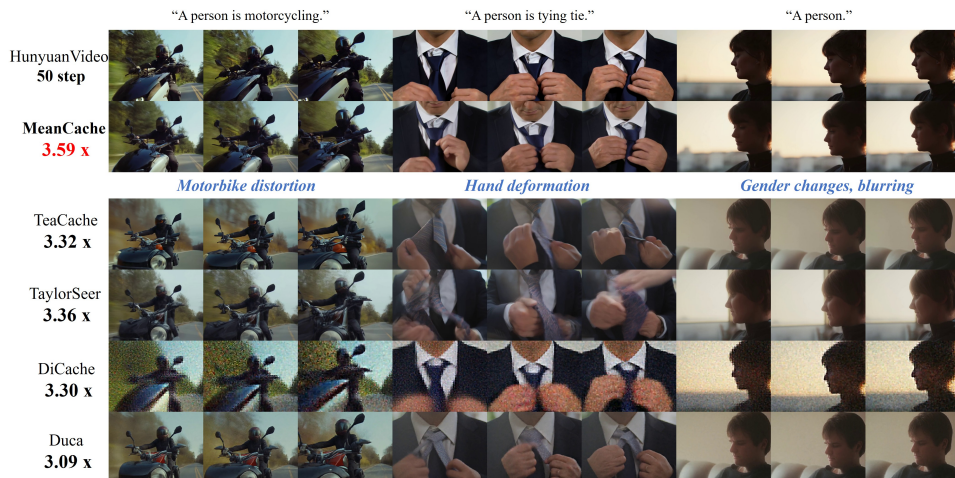 “A person is motorcycling.” “A person is tying tie.” “A person.”
HunyuanVideo
50 step
MeanCache
3.59 x
Motorbike distortion Hand deformation Gender changes, blurring
TeaCache
3.32 x
TaylorSeer
3.36 x
DiCache
3.30 x
Duca
3.09 x